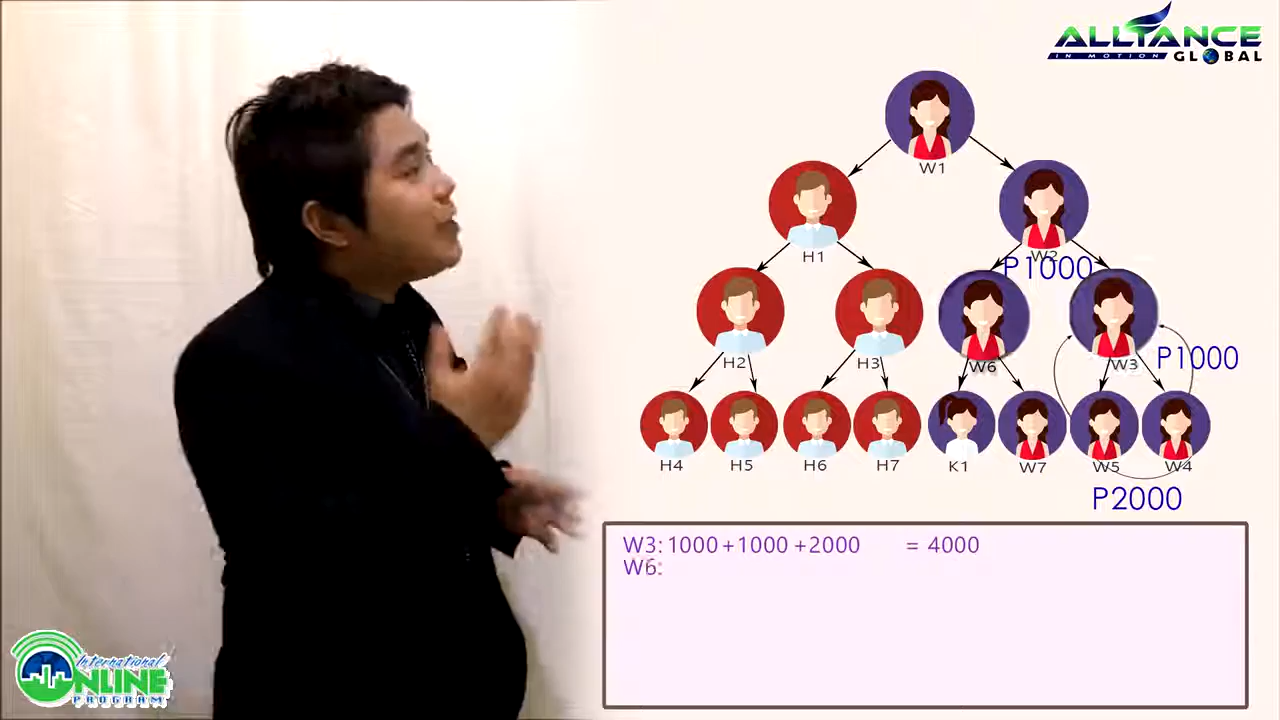 ALLIANCE
IN MOTION GLOBAL
W1
H1
W2
P1000
H2
H3
W6
W3
P1000
H4
H5
H6
H7
K1
W7
W5
W4
P2000
W3: 1000 +1000 +2000 = 4000
W6:
International
ONLINE
PROGRAM